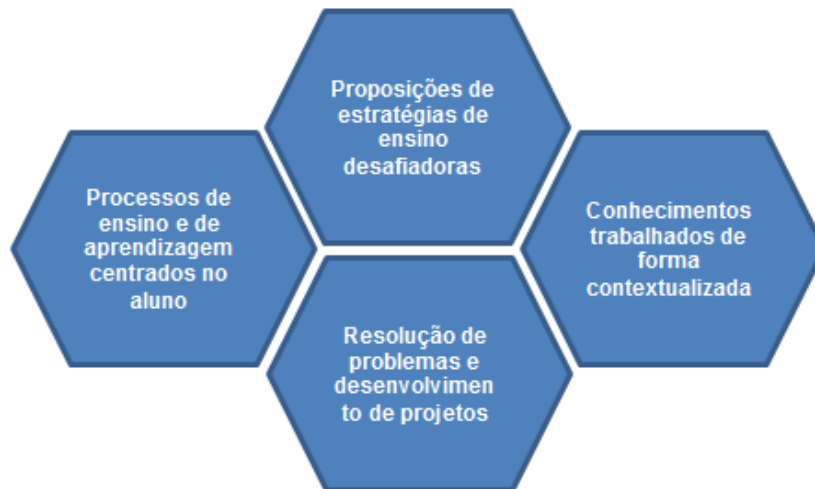 Proposições de
estratégias de
ensino
desafiadoras
Processos de
ensino e de
aprendizagem
centrados no
aluno
Conhecimentos
trabalhados de
forma
contextualizada
Resolução de
problemas e
desenvolvimen
to de projetos